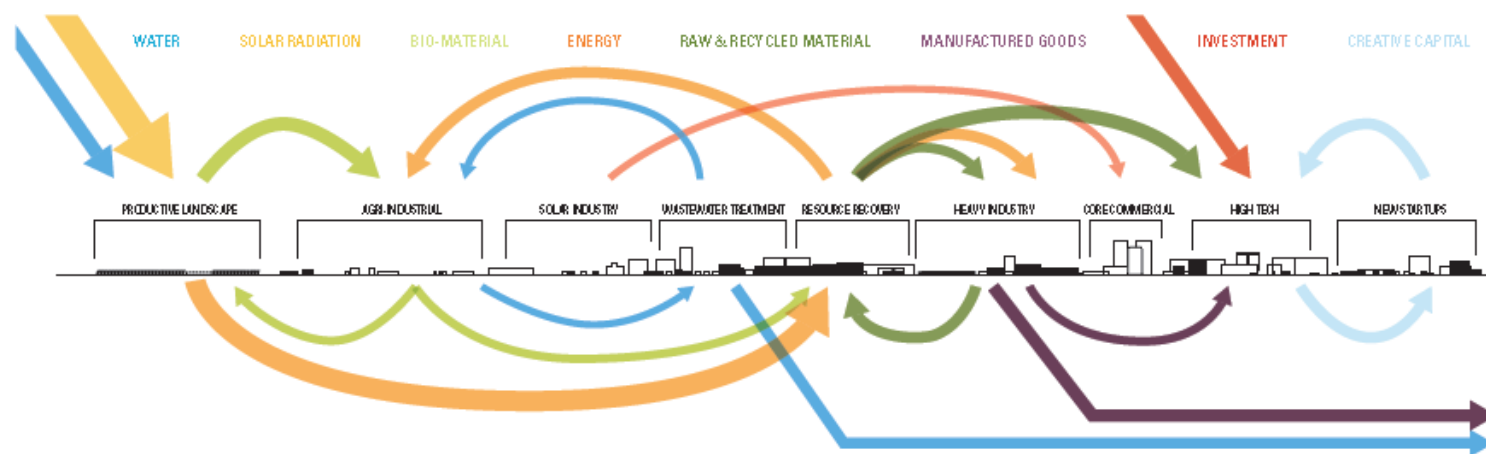 WATER SOLAR RADIATION BIO-MATERIAL ENERGY RAW & RECYCLED MATERIAL MANUFACTURED GOODS INVESTMENT CREATIVE CAPITAL
PRODUCTIVE LANDSCAPE AGRI-INDUSTRIAL SOLAR INDUSTRY WASTEWATER TREATMENT RESOURCE RECOVERY HEAVY INDUSTRY CORE COMMERCIAL HIGH TECH NEW STARTUPS